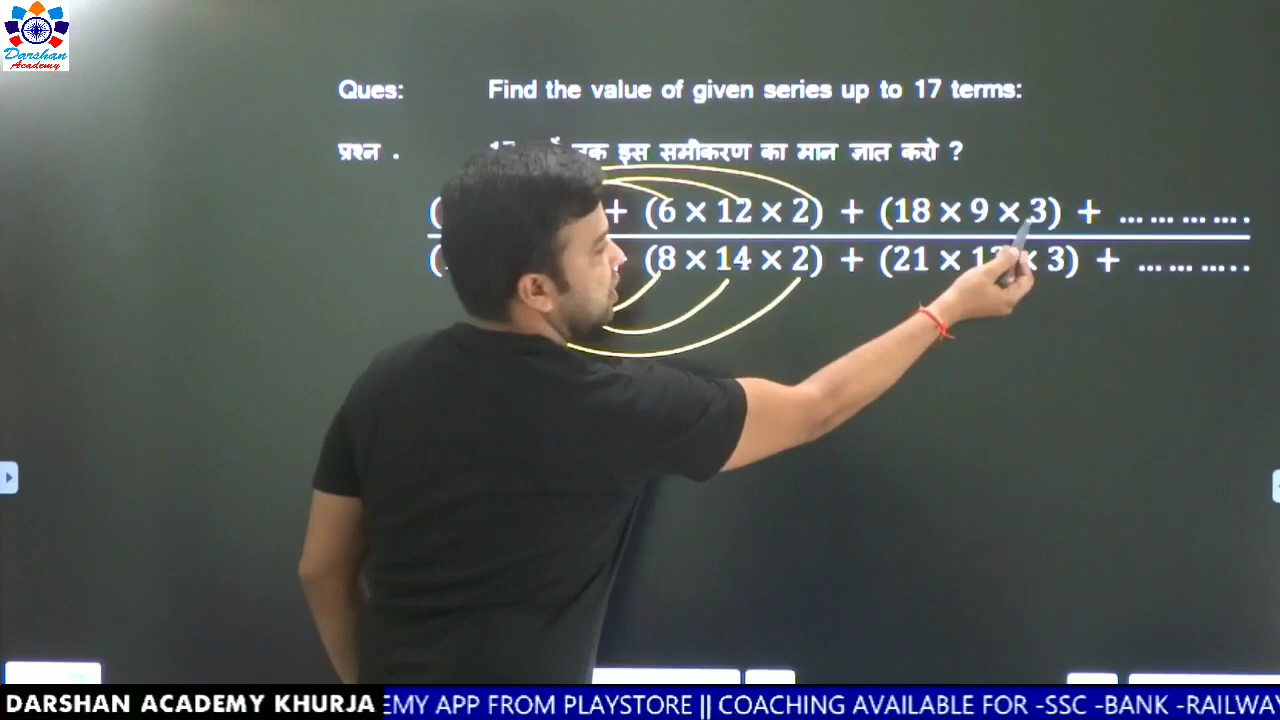 Darshan
Academy
Ques: Find the value of given series up to 17 terms:
प्रश्न . तक इस समीकरण का मान ज्ञात करो ?
( + (6 × 12 × 2) + (18 × 9 × 3) + ... ... ... ... .
( (8 × 14 × 2) + (21 × × 3) + ... ... ... . .
DARSHAN ACADEMY KHURJA EMY APP FROM PLAYSTORE || COACHING AVAILABLE FOR -SSC -BANK -RAILWAY